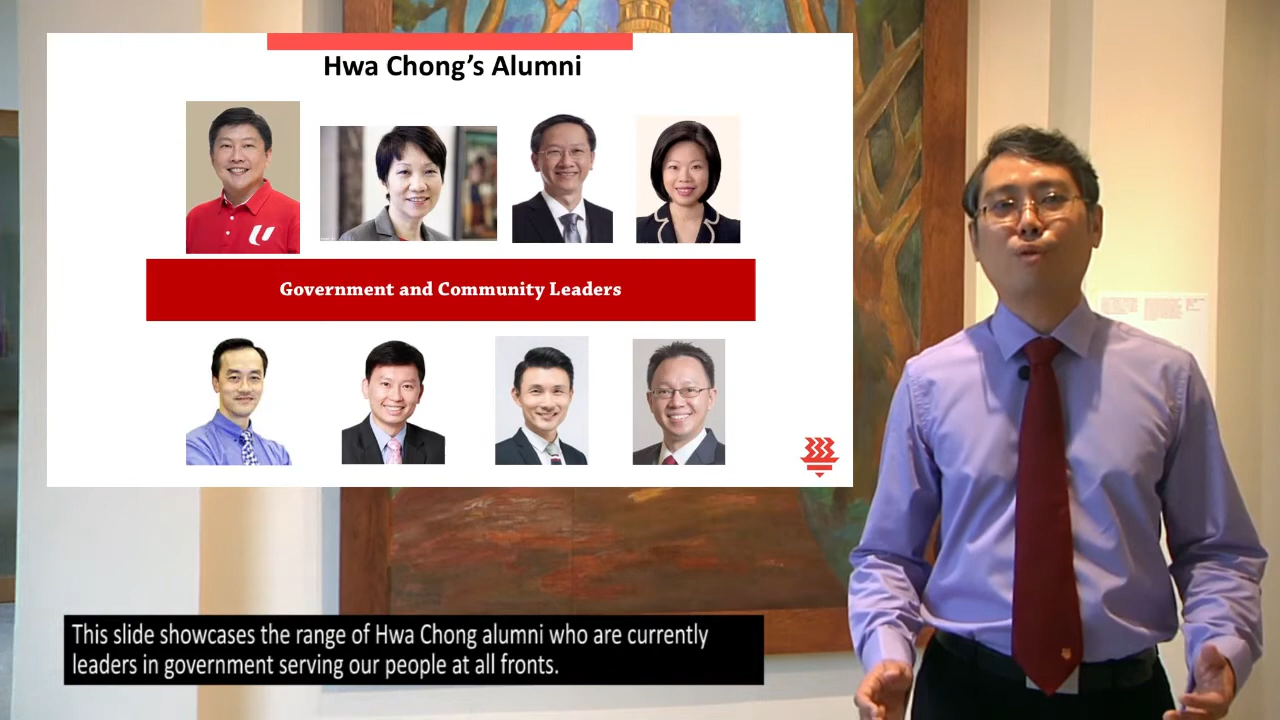 Hwa Chong's Alumni
Government and Community Leaders
This slide showcases the range of Hwa Chong alumni who are currently
leaders in government serving our people at all fronts.